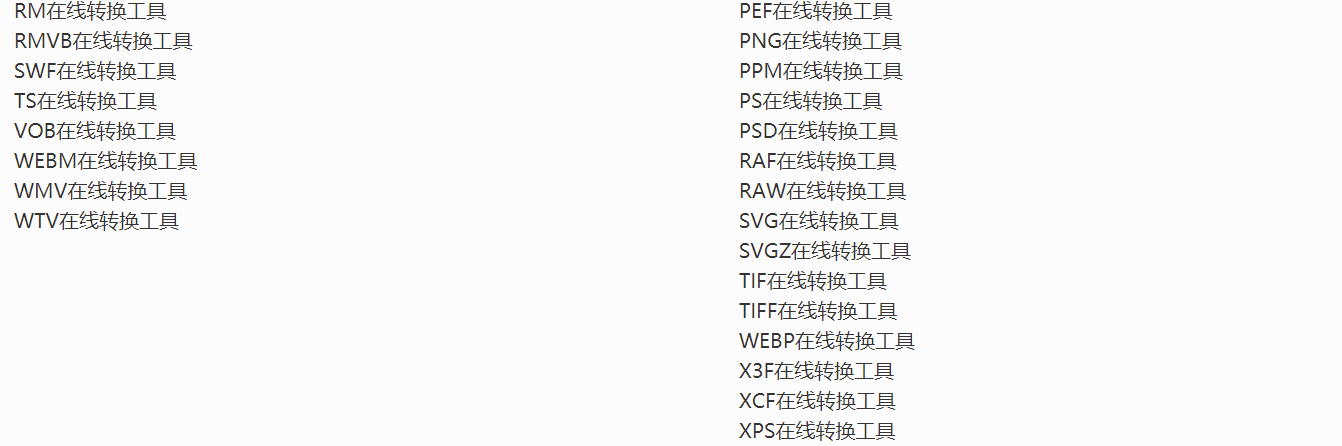 RM在线转换工具
RMVB在线转换工具
SWF在线转换工具
TS在线转换工具
VOB在线转换工具
WEBM在线转换工具
WMV在线转换工具
WTV在线转换工具
PEF在线转换工具
PNG在线转换工具
PPM在线转换工具
PS在线转换工具
PSD在线转换工具
RAF在线转换工具
RAW在线转换工具
SVG在线转换工具
SVGZ在线转换工具
TIF在线转换工具
TIFF在线转换工具
WEBP在线转换工具
X3F在线转换工具
XCF在线转换工具
XPS在线转换工具